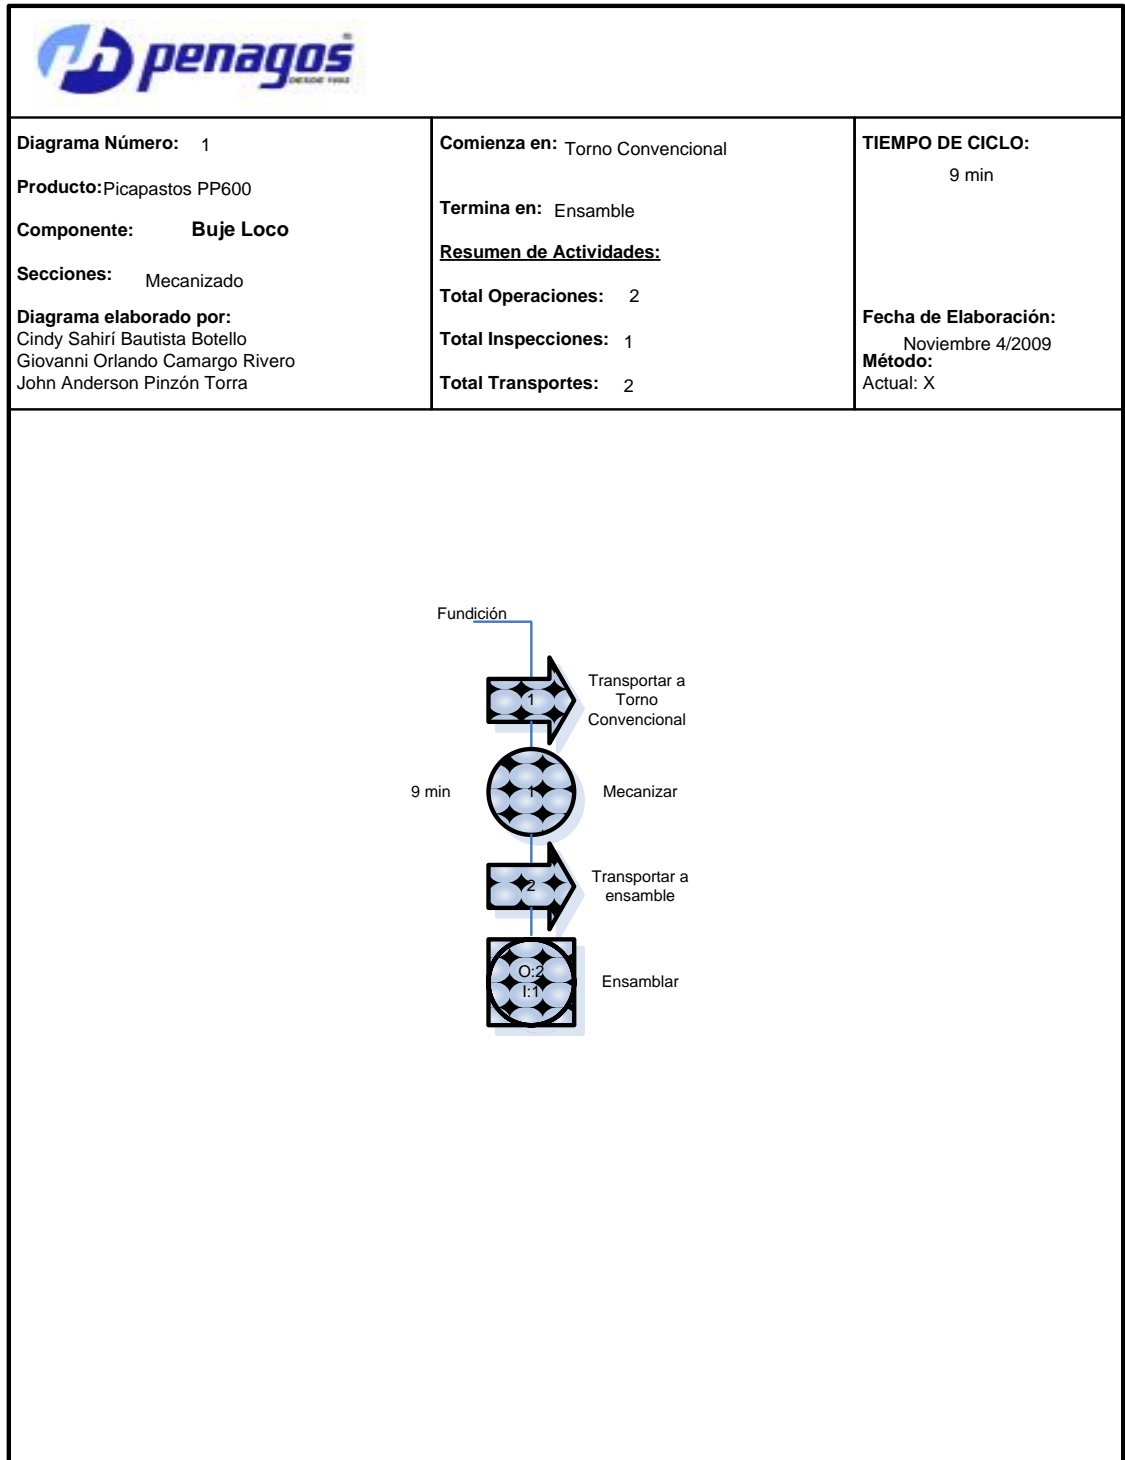 penagos
DESDE 1892
Diagrama Número: 1
Producto: Picapastos PP600
Componente: Buje Loco
Secciones: Mecanizado
Diagrama elaborado por:
Cindy Sahirí Bautista Botello
Giovanni Orlando Camargo Rivero
John Anderson Pinzón Torra
Comienza en: Torno Convencional
Termina en: Ensamble
Resumen de Actividades:
Total Operaciones: 2
Total Inspecciones: 1
Total Transportes: 2
TIEMPO DE CICLO:
9 min
Fecha de Elaboración:
Noviembre 4/2009
Método:
Actual: X
Fundición
1
Transportar a
Torno
Convencional
9 min
1
Mecanizar
2
Transportar a
ensamble
O:2
I:1
Ensamblar